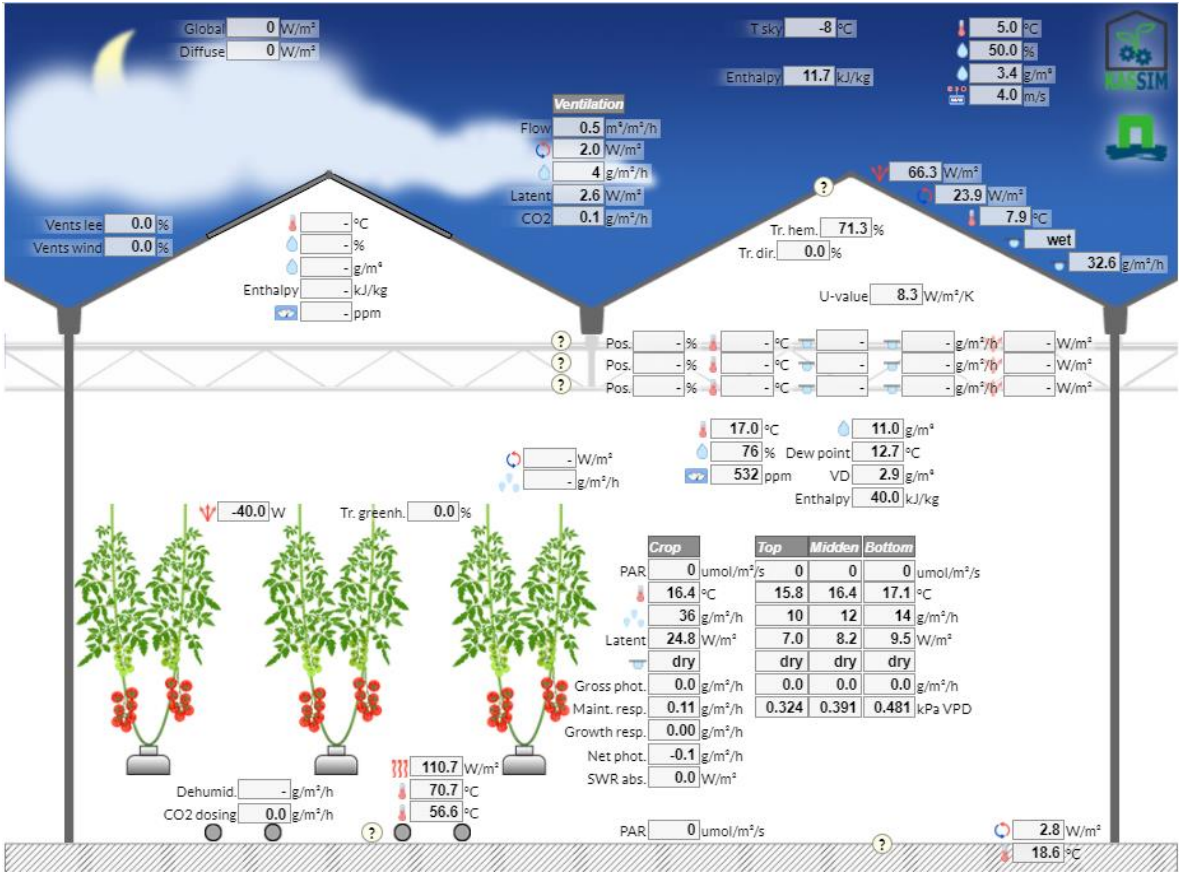 Global 0 W/m²
Diffuse 0 W/m²
T sky -8 °C
5.0 °C
50.0 %
Enthalpy 11.7 kJ/kg
3.4 g/m³
4.0 m/s
KASSIM
Ventilation
Flow 0.5 m³/m²/h
2.0 W/m²
4 g/m²/h
Latent 2.6 W/m²
CO2 0.1 g/m²/h
Vents lee 0.0 %
Vents wind 0.0 %
- °C
- %
- g/m³
Enthalpy - kJ/kg
- ppm
?
66.3 W/m²
23.9 W/m²
7.9 °C
wet
32.6 g/m²/h
Tr. hem. 71.3 %
Tr. dir. 0.0 %
U-value 8.3 W/m²/K
? Pos. - % - °C - - g/m²/h - W/m²
? Pos. - % - °C - - g/m²/h - W/m²
? Pos. - % - °C - - g/m²/h - W/m²
17.0 °C 11.0 g/m³
76 % Dew point 12.7 °C
532 ppm VD 2.9 g/m³
Enthalpy 40.0 kJ/kg
- W/m²
- g/m²/h
-40.0 W Tr. greenh. 0.0 %
Crop Top Midden Bottom
PAR 0 umol/m²/s 0 0 0 umol/m²/s
16.4 °C 15.8 16.4 17.1 °C
36 g/m²/h 10 12 14 g/m²/h
Latent 24.8 W/m² 7.0 8.2 9.5 W/m²
dry dry dry dry
Gross phot. 0.0 g/m²/h 0.0 0.0 0.0 g/m²/h
Maint. resp. 0.11 g/m²/h 0.324 0.391 0.481 kPa VPD
Growth resp. 0.00 g/m²/h
Net phot. -0.1 g/m²/h
SWR abs. 0.0 W/m²
110.7 W/m²
70.7 °C
56.6 °C
Dehumid. - g/m²/h
CO2 dosing 0.0 g/m²/h
?
PAR 0 umol/m²/s
?
2.8 W/m²
18.6 °C